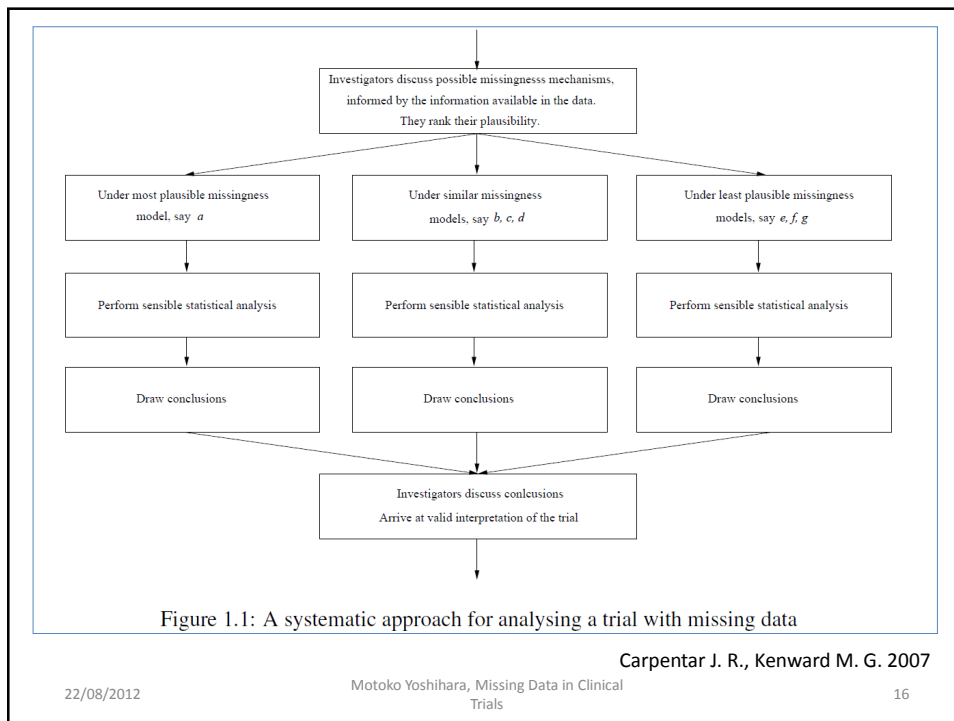 Investigators discuss possible missingnesss mechanisms,
informed by the information available in the data.
They rank their plausibility.
Under most plausible missingness
model, say a
Under similar missingness
models, say b, c, d
Under least plausible missingness
models, say e, f, g
Perform sensible statistical analysis
Perform sensible statistical analysis
Perform sensible statistical analysis
Draw conclusions
Draw conclusions
Draw conclusions
Investigators discuss conlcusions
Arrive at valid interpretation of the trial
Figure 1.1: A systematic approach for analysing a trial with missing data
Carpentar J. R., Kenward M. G. 2007
22/08/2012
Motoko Yoshihara, Missing Data in Clinical
Trials
16